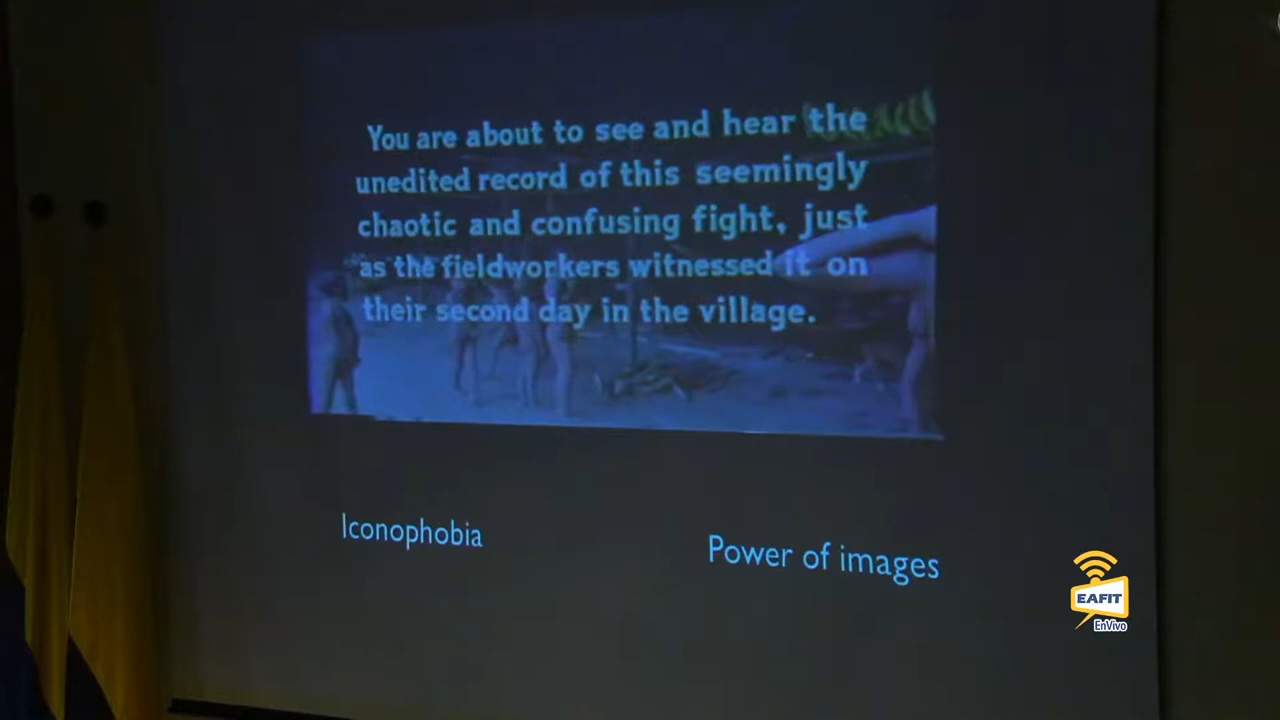 You are about to see and hear the
unedited record of this seemingly
chaotic and confusing fight, just
as the fieldworkers witnessed it on
their second day in the village.
Iconophobia
Power of images
EAFIT
EnVivo